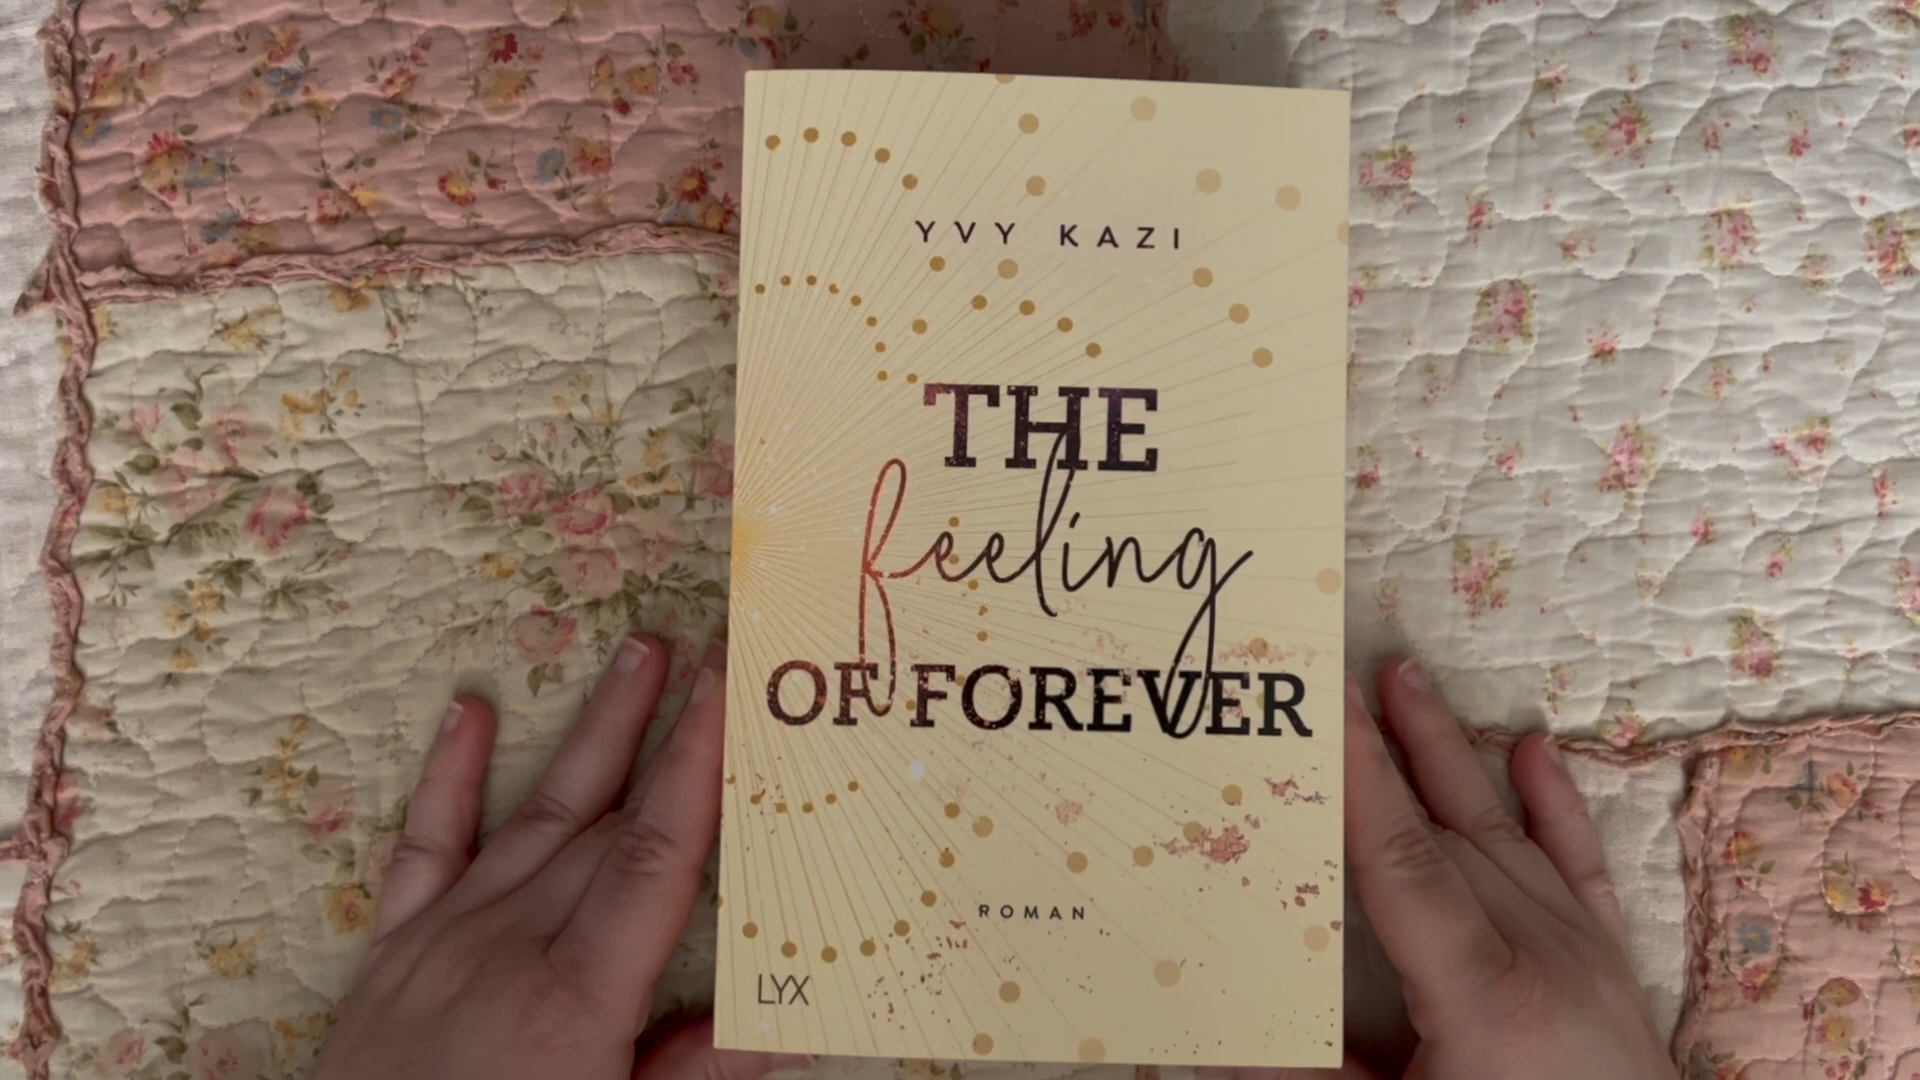 YVY KAZI
THE
feeling
OF FOREVER
ROMAN
LYX